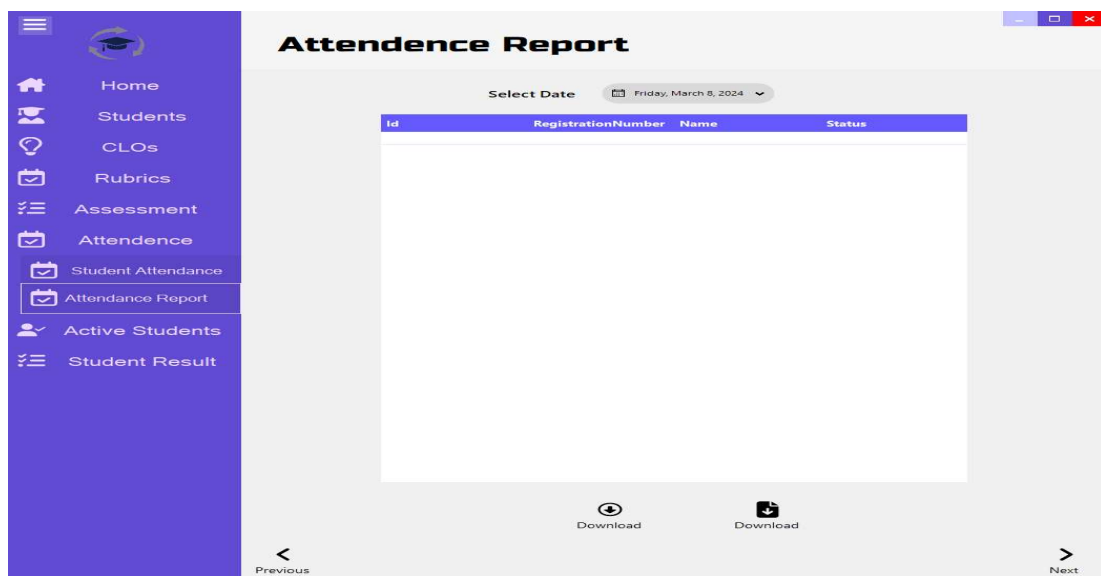 Attendence Report
Home
Students
CLOs
Rubrics
Assessment
Attendence
Student Attendance
Attendance Report
Active Students
Student Result
Select Date Friday, March 8, 2024
Id RegistrationNumber Name Status
Download Download
Previous Next